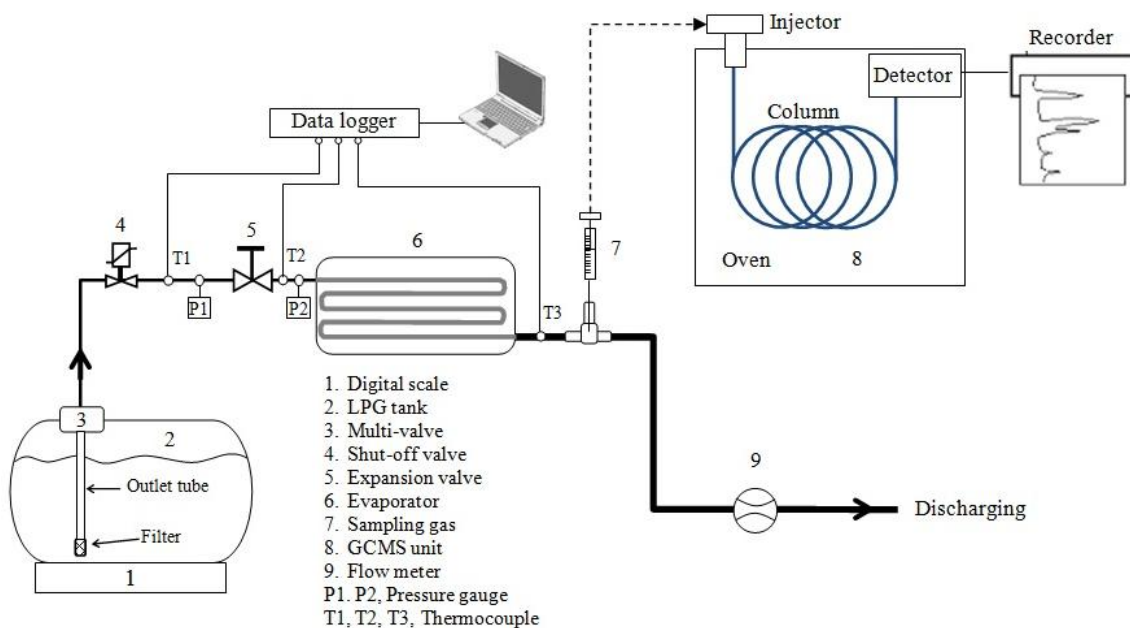 Injector
Recorder
Detector
Column
Data logger
4
5
6
7
T1
T2
Oven
8
P1
P2
T3
3
2
Outlet tube
Filter
1
1. Digital scale
2. LPG tank
3. Multi-valve
4. Shut-off valve
5. Expansion valve
6. Evaporator
7. Sampling gas
8. GCMS unit
9. Flow meter
P1. P2, Pressure gauge
T1, T2, T3, Thermocouple
9
Discharging